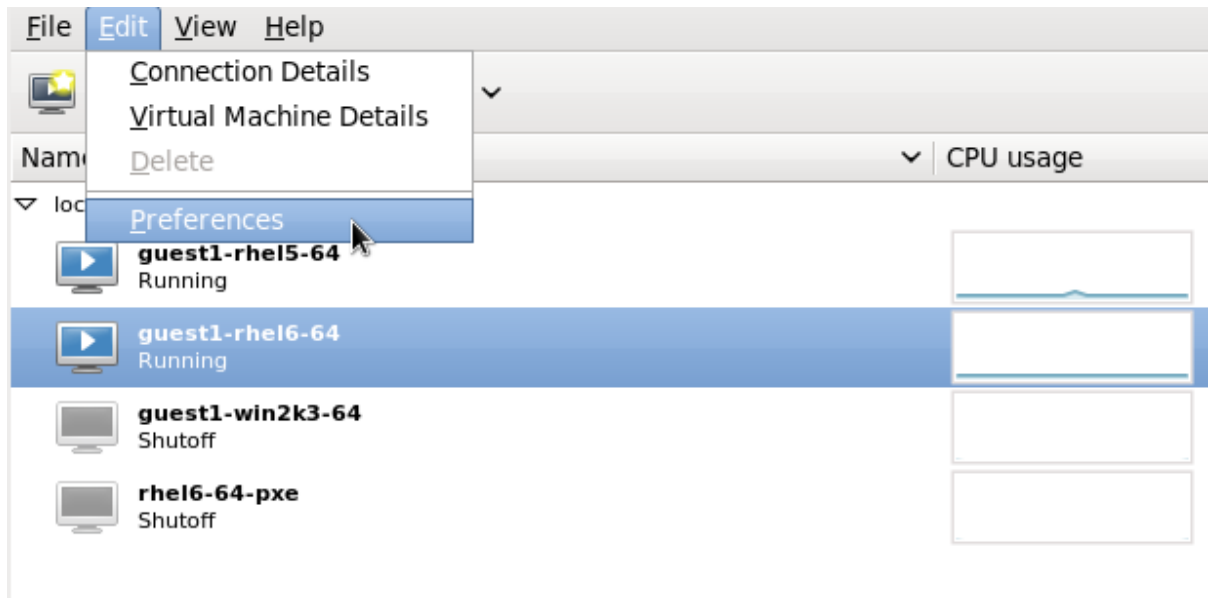 File Edit View Help
Connection Details
Virtual Machine Details
Delete
Preferences
Nam CPU usage
loc
guest1-rhel5-64
Running
guest1-rhel6-64
Running
guest1-win2k3-64
Shutoff
rhel6-64-pxe
Shutoff